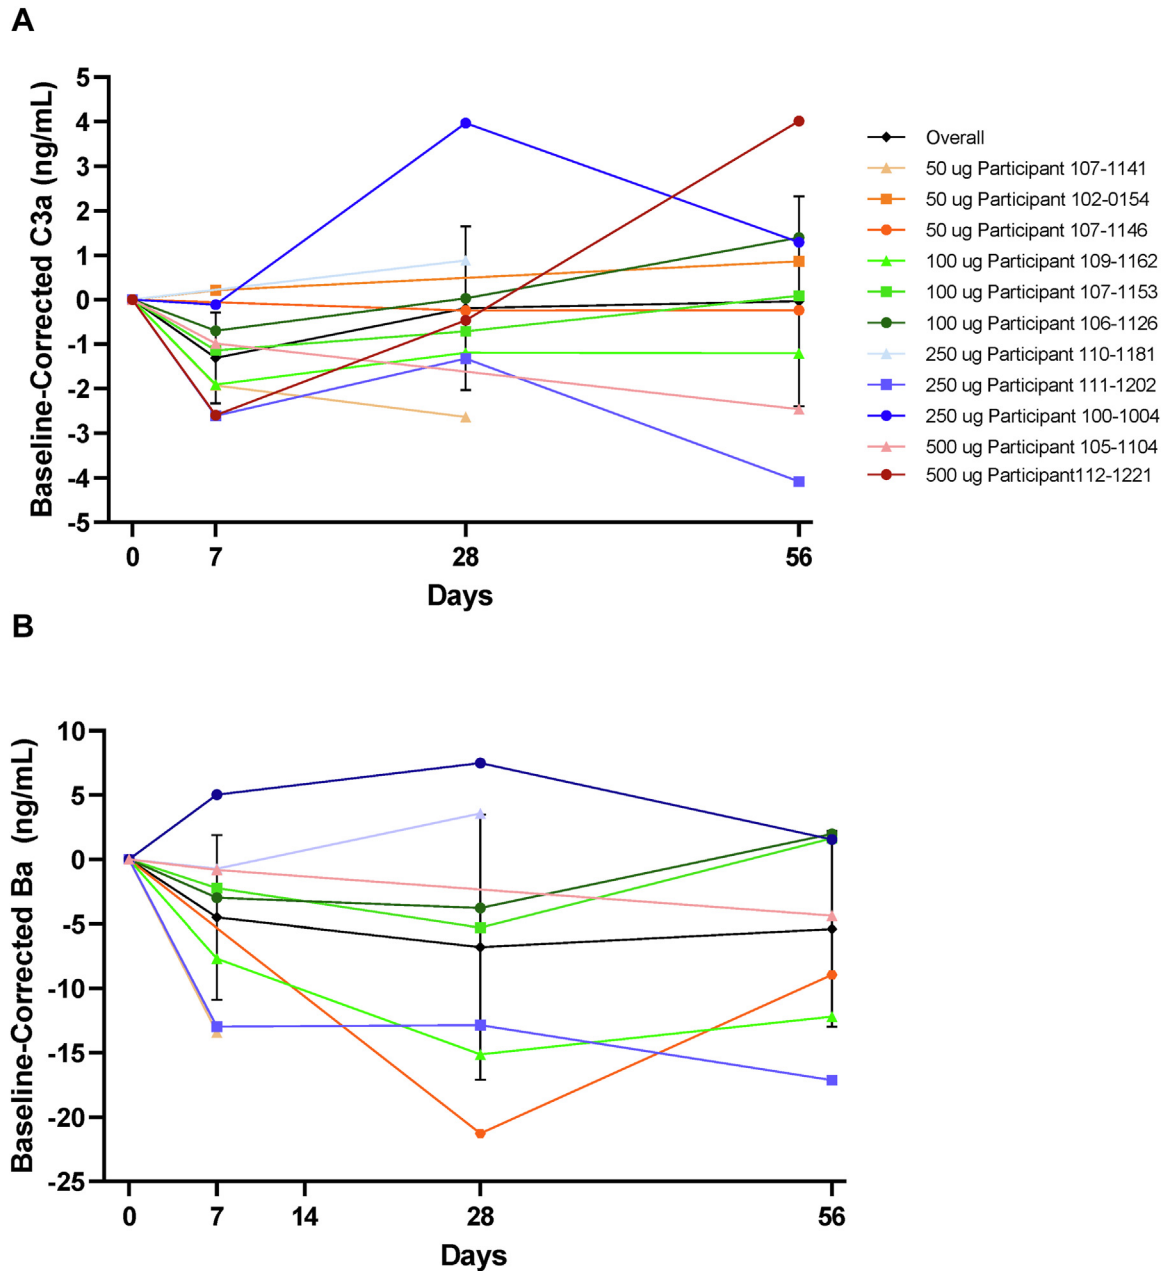 A
Baseline-Corrected C3a (ng/mL)
5
4
3
2
1
0
-1
-2
-3
-4
-5
0 7 28 56
Days
Overall
50 ug Participant 107-1141
50 ug Participant 102-0154
50 ug Participant 107-1146
100 ug Participant 109-1162
100 ug Participant 107-1153
100 ug Participant 106-1126
250 ug Participant 110-1181
250 ug Participant 111-1202
250 ug Participant 100-1004
500 ug Participant 105-1104
500 ug Participant112-1221
B
Baseline-Corrected Ba (ng/mL)
10
5
0
-5
-10
-15
-20
-25
0 7 14 28 56
Days